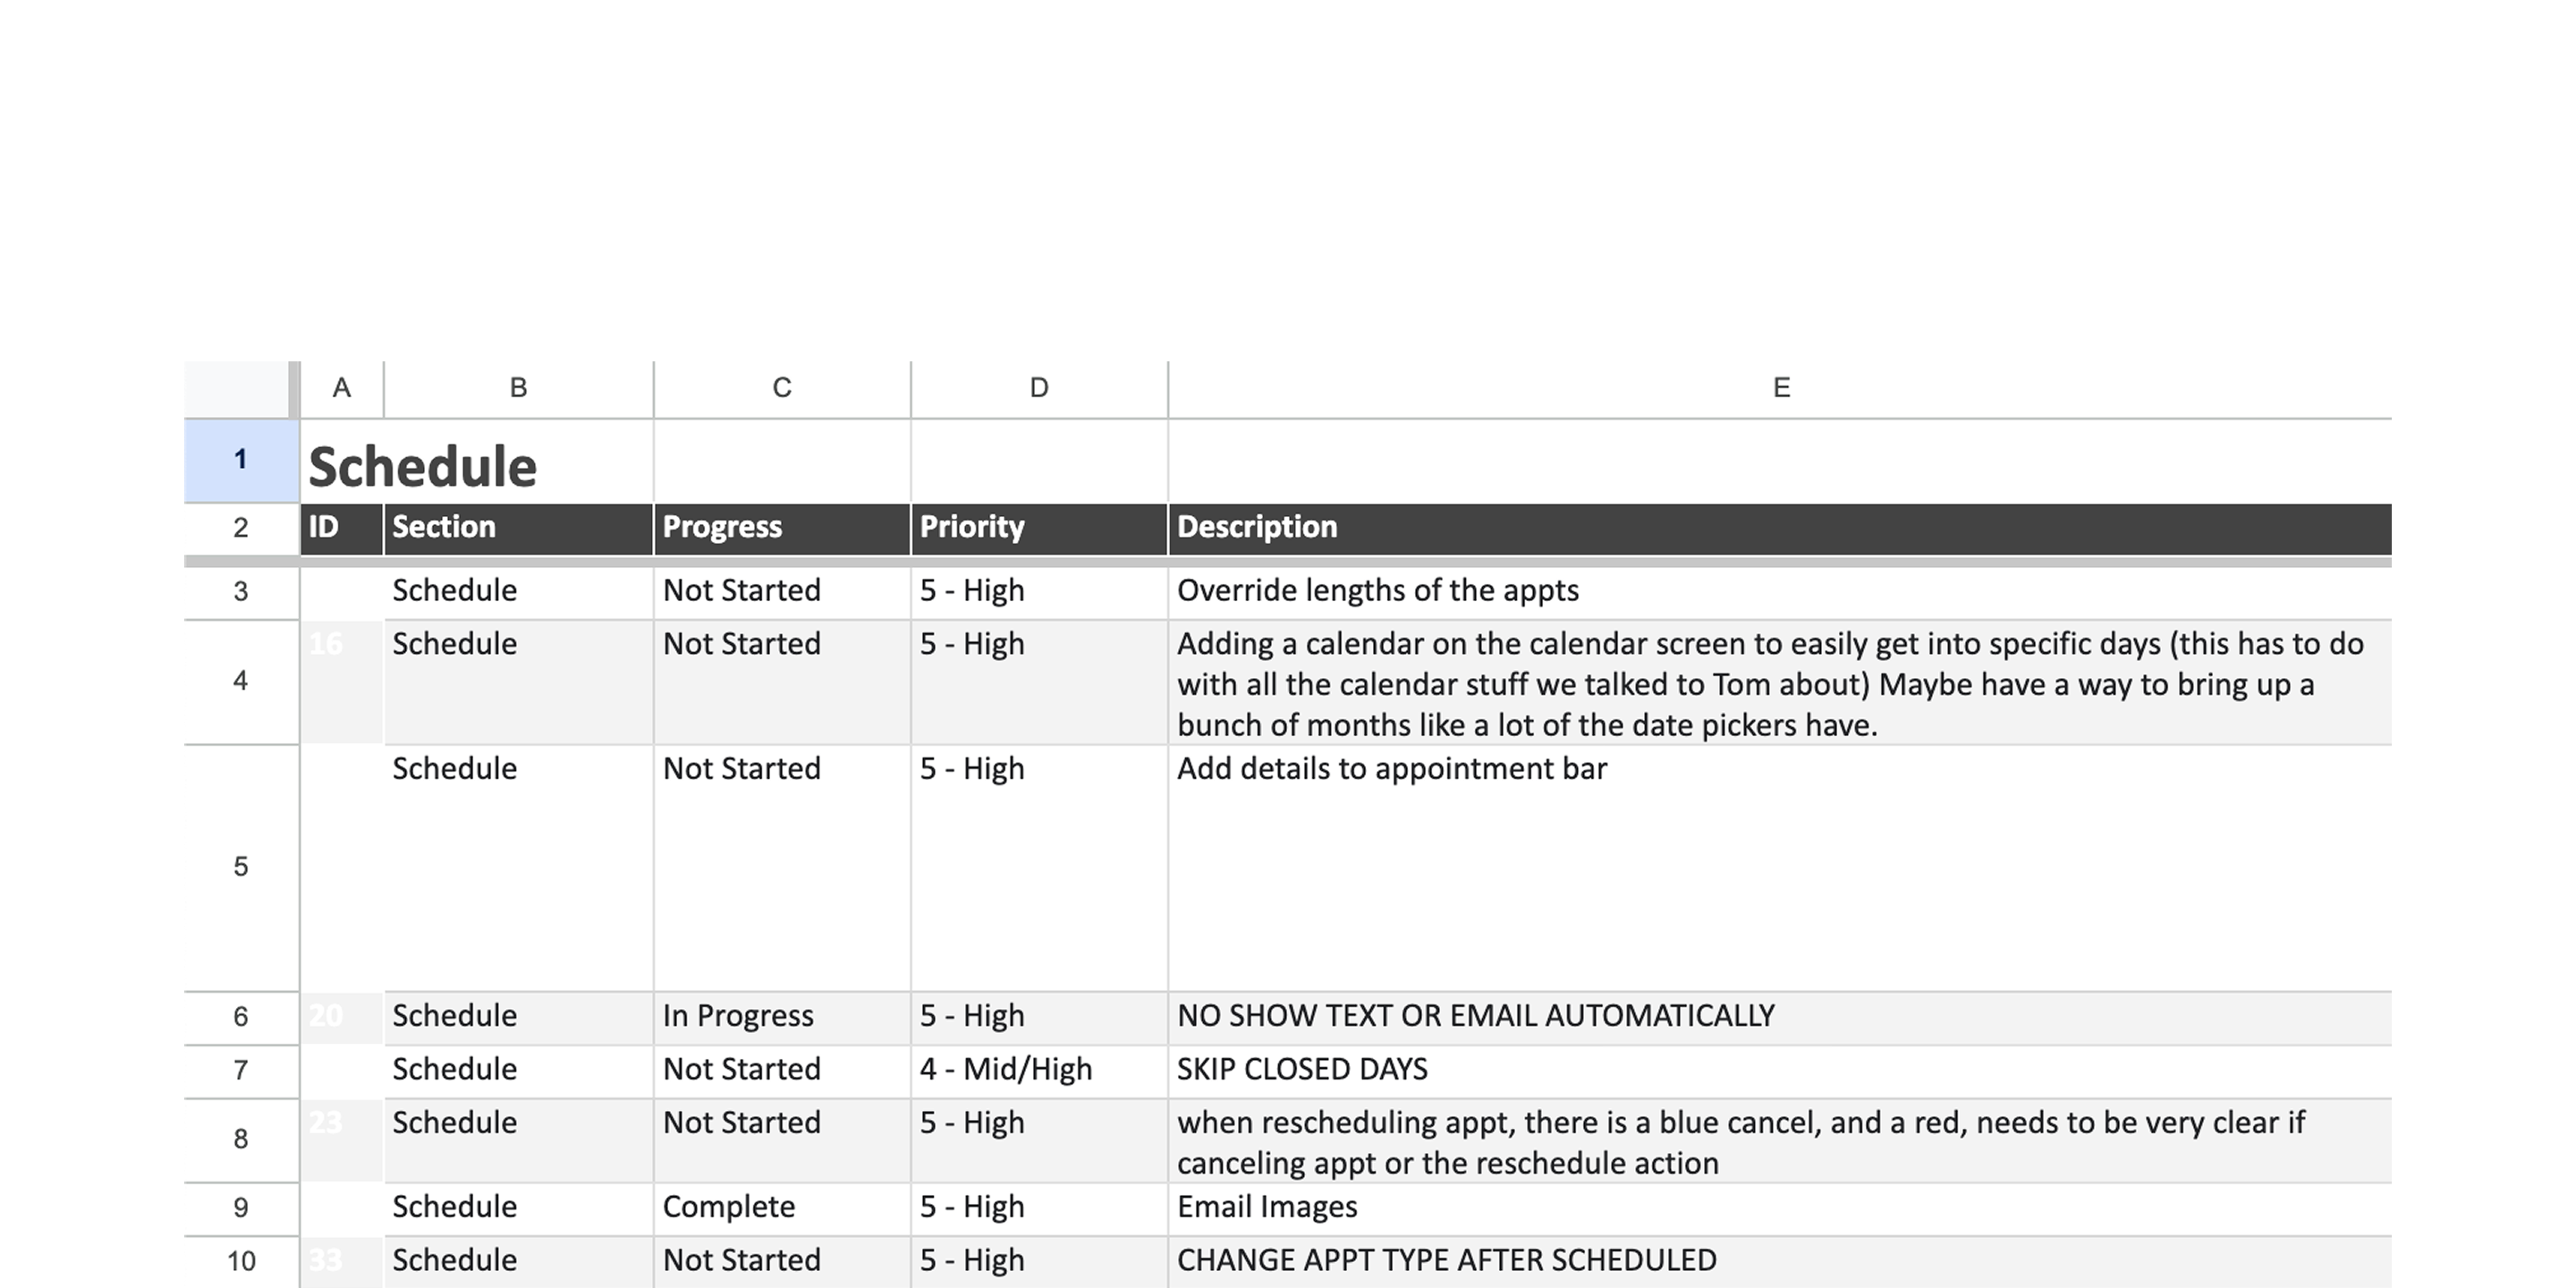 A B C D E
1 Schedule
2 ID Section Progress Priority Description
3 Schedule Not Started 5 - High Override lengths of the appts
4 16 Schedule Not Started 5 - High Adding a calendar on the calendar screen to easily get into specific days (this has to do
with all the calendar stuff we talked to Tom about) Maybe have a way to bring up a
bunch of months like a lot of the date pickers have.
5 Schedule Not Started 5 - High Add details to appointment bar
6 20 Schedule In Progress 5 - High NO SHOW TEXT OR EMAIL AUTOMATICALLY
7 Schedule Not Started 4 - Mid/High SKIP CLOSED DAYS
8 23 Schedule Not Started 5 - High when rescheduling appt, there is a blue cancel, and a red, needs to be very clear if
canceling appt or the reschedule action
9 Schedule Complete 5 - High Email Images
10 33 Schedule Not Started 5 - High CHANGE APPT TYPE AFTER SCHEDULED